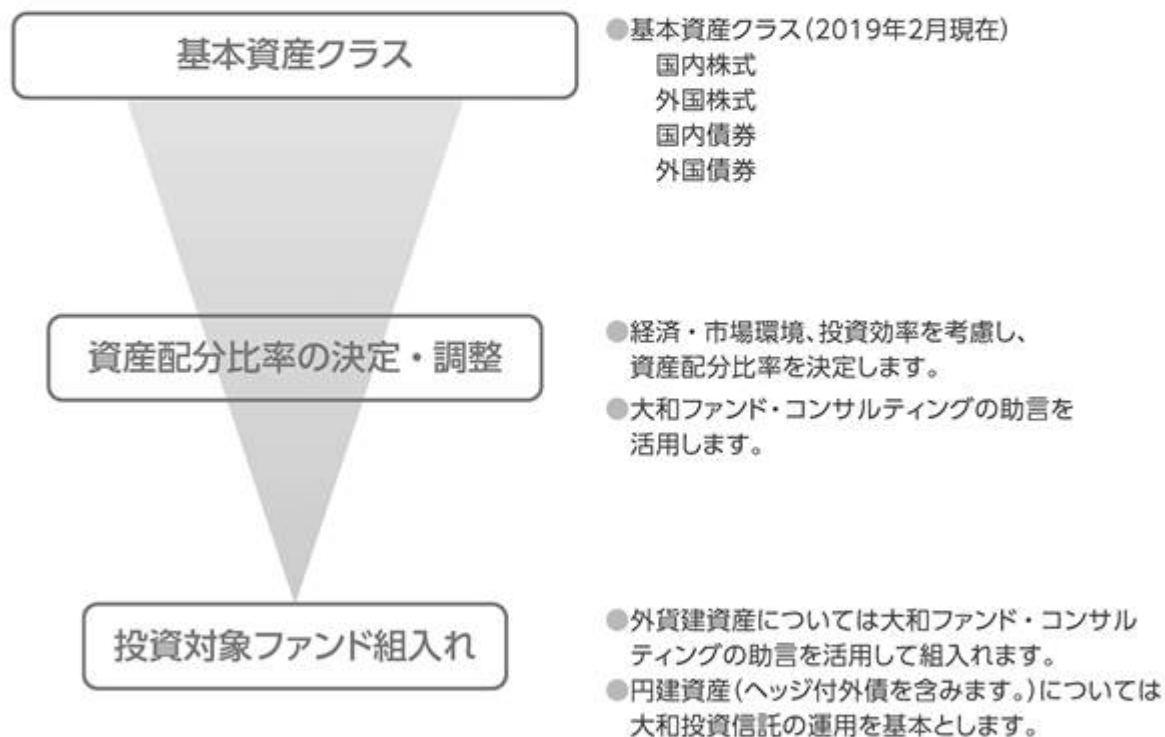 基本資産クラス
●基本資産クラス(2019年2月現在)
国内株式
外国株式
国内債券
外国債券
資産配分比率の決定・調整
●経済・市場環境、投資効率を考慮し、
資産配分比率を決定します。
●大和ファンド・コンサルティングの助言を
活用します。
投資対象ファンド組入れ
●外貨建資産については大和ファンド・コンサル
ティングの助言を活用して組入れます。
●円建資産(ヘッジ付外債を含みます。)については
大和投資信託の運用を基本とします。